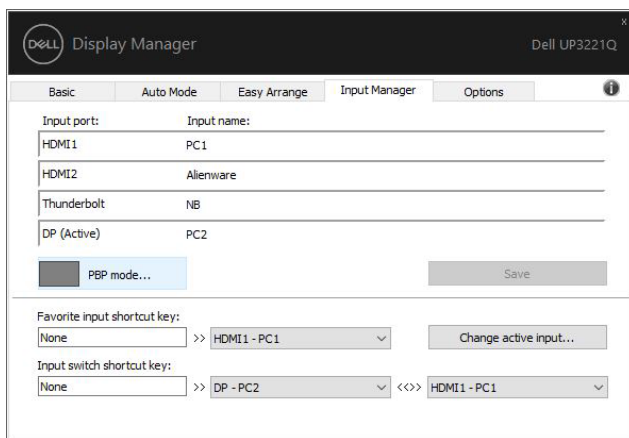 x
DELL Display Manager Dell UP3221Q
Basic Auto Mode Easy Arrange Input Manager Options i
Input port: Input name:
HDMI1 PC1
HDMI2 Alienware
Thunderbolt NB
DP (Active) PC2
PBP mode... Save
Favorite input shortcut key:
None >> HDMI1 - PC1 Change active input...
Input switch shortcut key:
None >> DP - PC2 <<>> HDMI1 - PC1